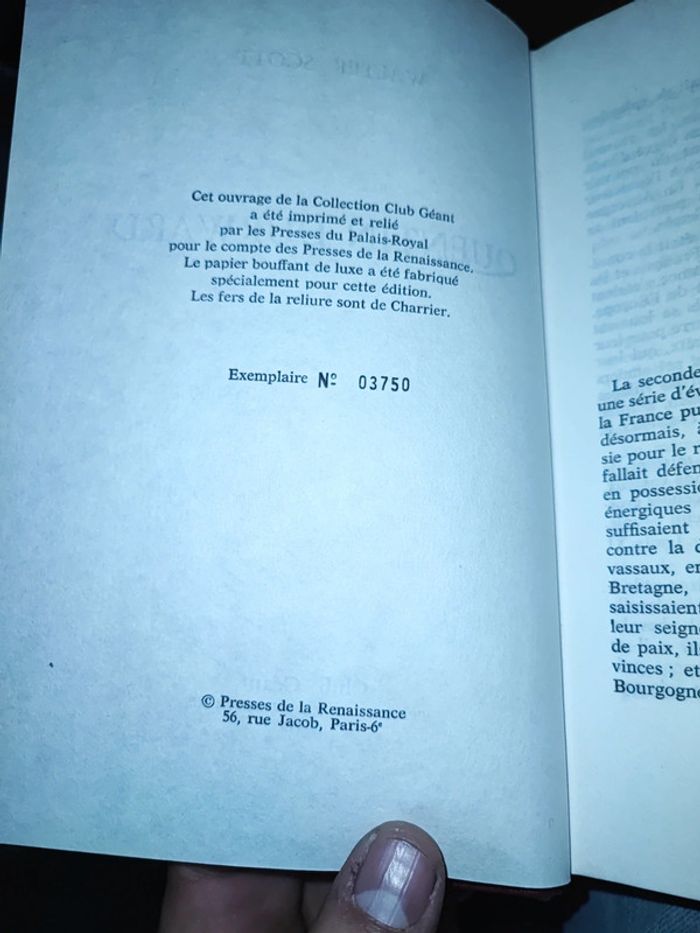 Cet ouvrage de la Collection Club Géant
a été imprimé et relié
par les Presses du Palais-Royal
pour le compte des Presses de la Renaissance.
Le papier bouffant de luxe a été fabriqué
spécialement pour cette édition.
Les fers de la reliure sont de Charrier.
Exemplaire Nº 03750
© Presses de la Renaissance
56, rue Jacob, Paris-6e
La seconde
une série d'év
la France pu
désormais,
sie pour le
fallait défen
en possessi
énergiques
suffisaient
contre la
vassaux, en
Bretagne,
saisissaient
leur seign
de paix, il
vinces ; et
Bourgogne